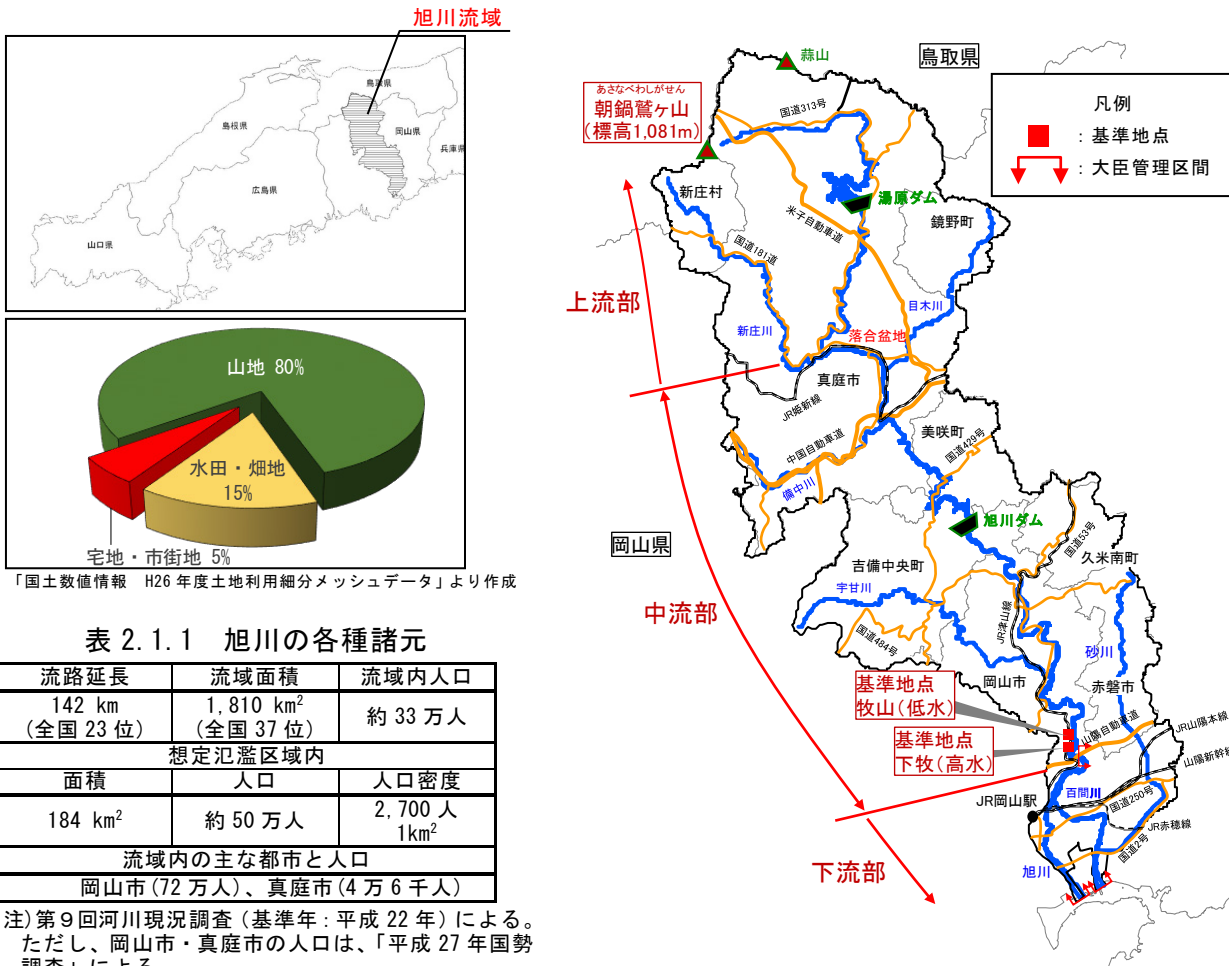 旭川流域
鳥取県
島根県
岡山県
兵庫県
広島県
山口県
山地 80%
水田・畑地
15%
宅地・市街地 5%
「国土数値情報 H26年度土地利用細分メッシュデータ」より作成
表 2.1.1 旭川の各種諸元
流路延長 流域面積 流域内人口
142 km 1,810 km² 約 33 万人
(全国 23 位) (全国 37 位)
想定氾濫区域内
面積 人口 人口密度
184 km² 約 50 万人 2,700 人
1km²
流域内の主な都市と人口
岡山市(72 万人)、真庭市(4 万 6 千人)
注)第9回河川現況調査(基準年:平成 22 年)による。
ただし、岡山市・真庭市の人口は、「平成 27 年国勢
調査」による
蒜山
鳥取県
あさなべわしがせん
朝鍋鷲ヶ山
(標高1,081m)
国道313号
凡例
:基準地点
:大臣管理区間
新庄村
湯原ダム
米子自動車道
鏡野町
国道181道
上流部
目木川
新庄川
落合盆地
真庭市
JR姫新線
美咲町
中国自動車道
国道429号
備中川
旭川ダム
岡山県
国道53号
吉備中央町
久米南町
宇甘川
中流部
JR津山線
国道484号
砂川
岡山市
赤磐市
基準地点
牧山(低水)
基準地点
下牧(高水)
山陽自動車道
JR山陽本線
山陽新幹線
JR岡山駅
百間川
国道250号
JR赤穂線
国道2号
下流部
旭川